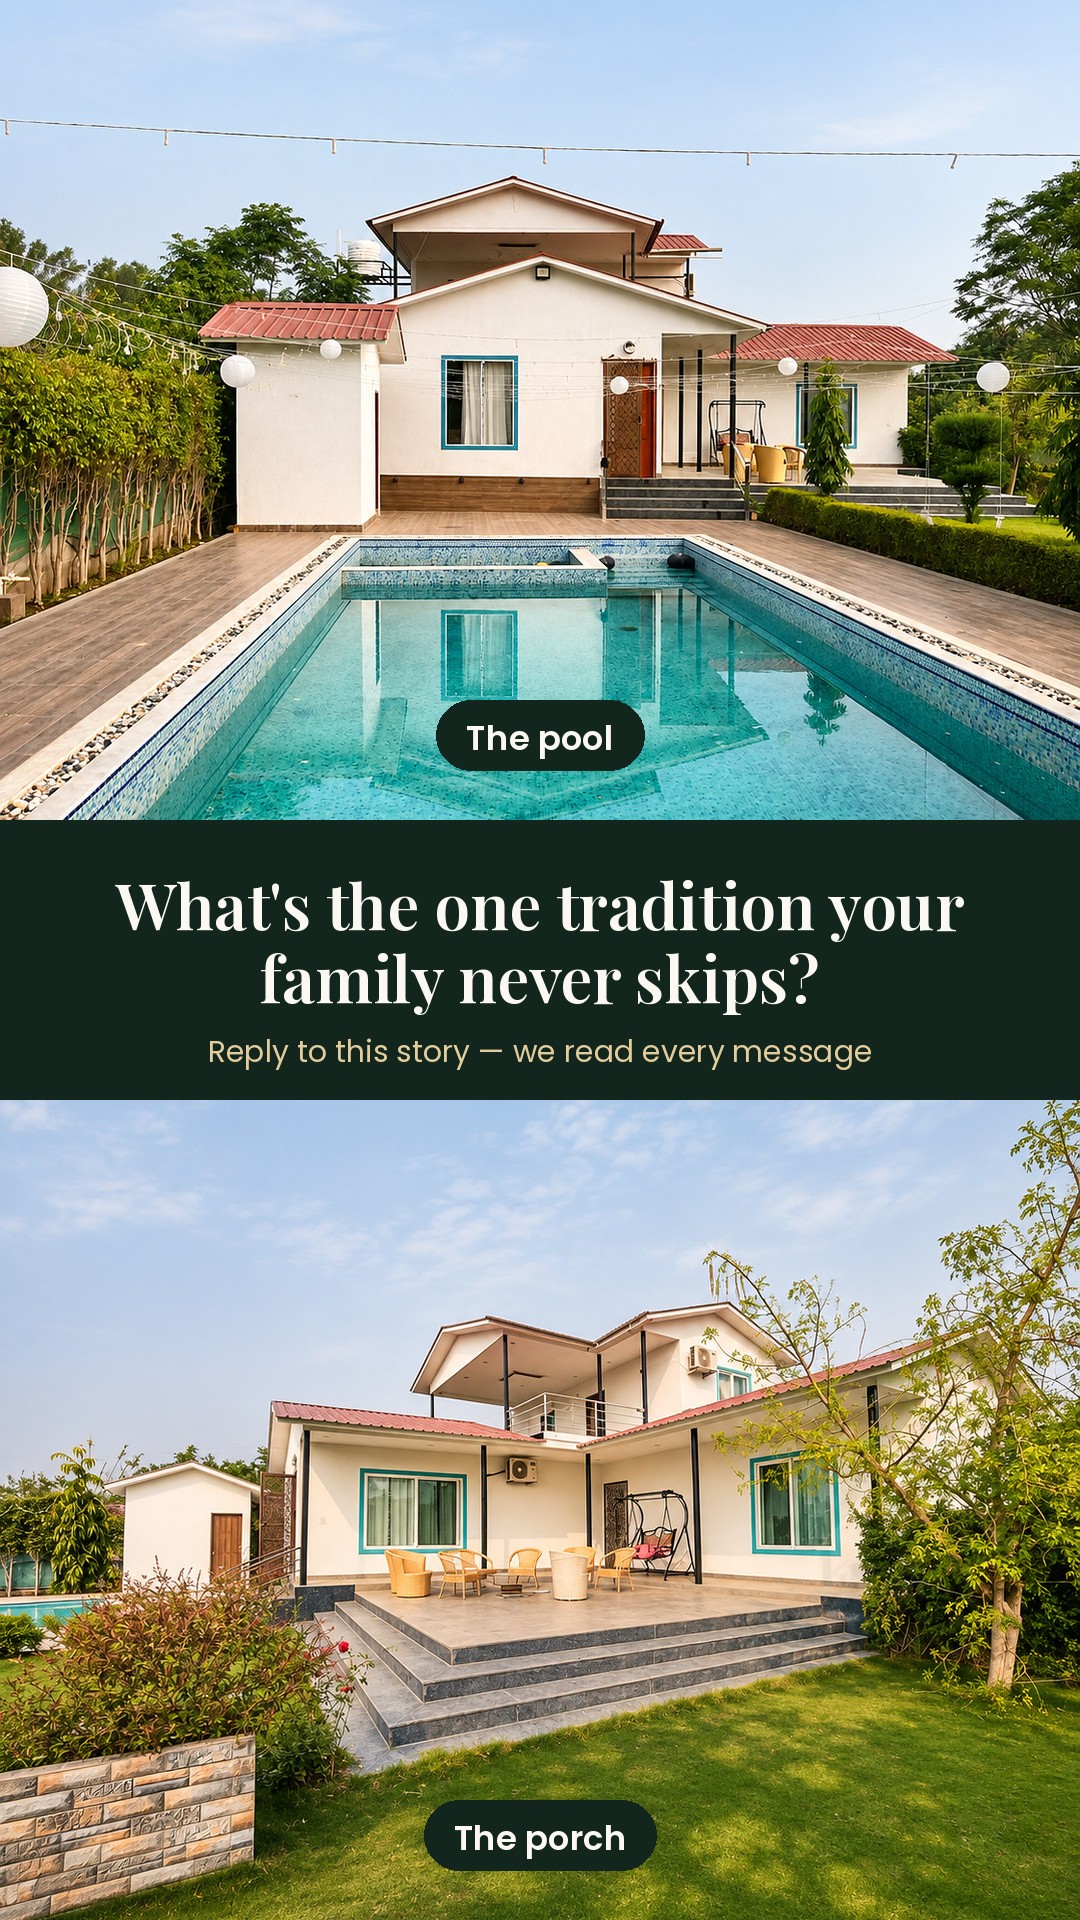 The pool
What's the one tradition your
family never skips?
Reply to this story — we read every message
The porch